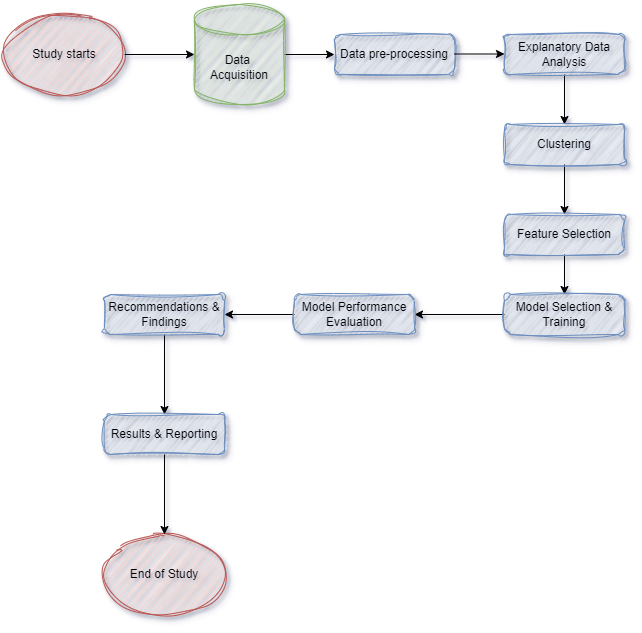 Study starts
Data
Acquisition
Data pre-processing
Explanatory Data
Analysis
Clustering
Feature Selection
Model Selection &
Training
Model Performance
Evaluation
Recommendations &
Findings
Results & Reporting
End of Study